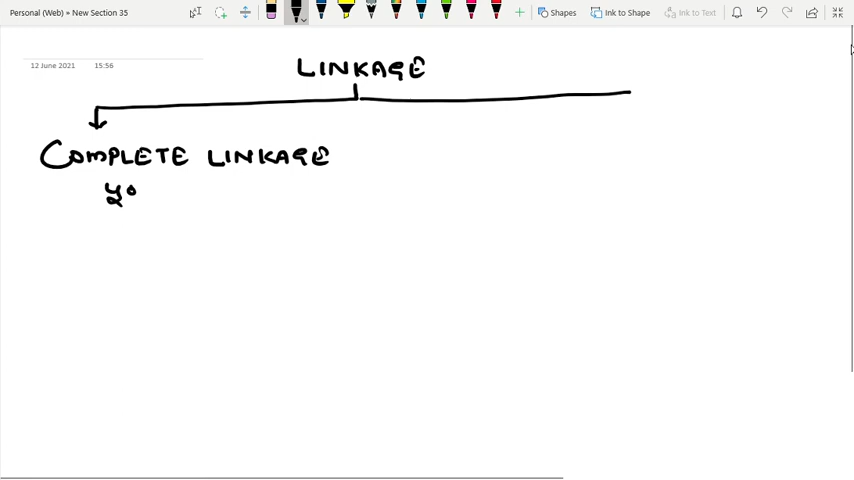 Personal (Web) » New Section 35
Shapes
Ink to Shape
Ink to Text
12 June 2021 15:56
LINKAGE
COMPLETE LINKAGE